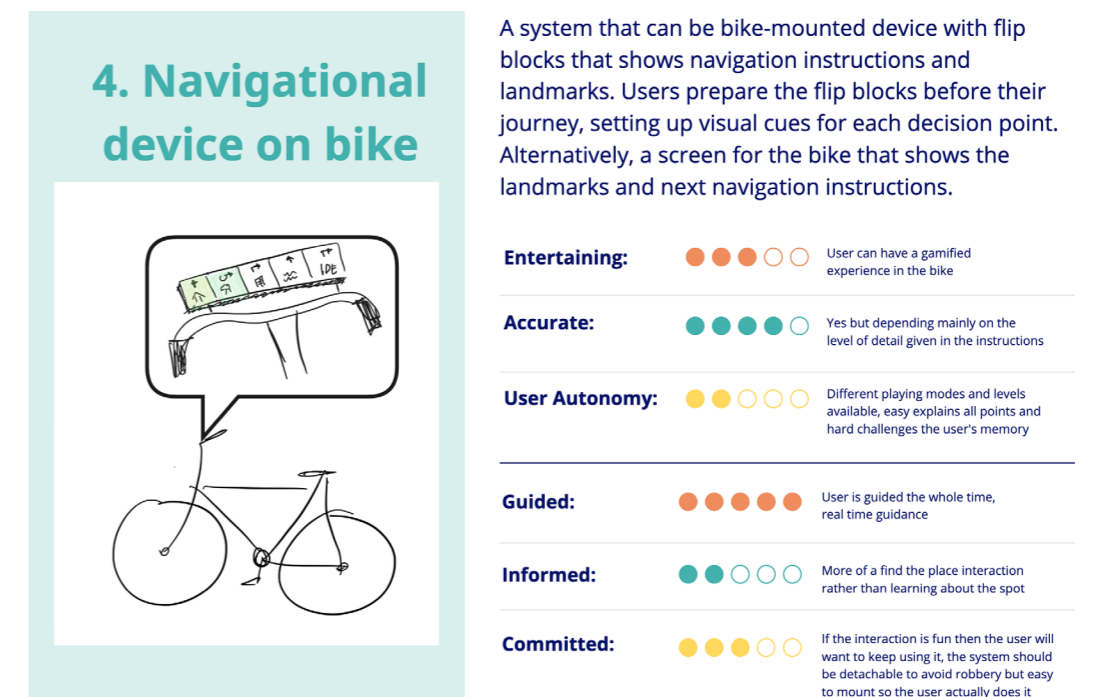 4. Navigational
device on bike
IDE
A system that can be bike-mounted device with flip
blocks that shows navigation instructions and
landmarks. Users prepare the flip blocks before their
journey, setting up visual cues for each decision point.
Alternatively, a screen for the bike that shows the
landmarks and next navigation instructions.
Entertaining:
User can have a gamified
experience in the bike
Accurate:
Yes but depending mainly on the
level of detail given in the instructions
User Autonomy:
Different playing modes and levels
available, easy explains all points and
hard challenges the user's memory
Guided:
User is guided the whole time,
real time guidance
Informed:
More of a find the place interaction
rather than learning about the spot
Committed:
If the interaction is fun then the user will
want to keep using it, the system should
be detachable to avoid robbery but easy
to mount so the user actually does it